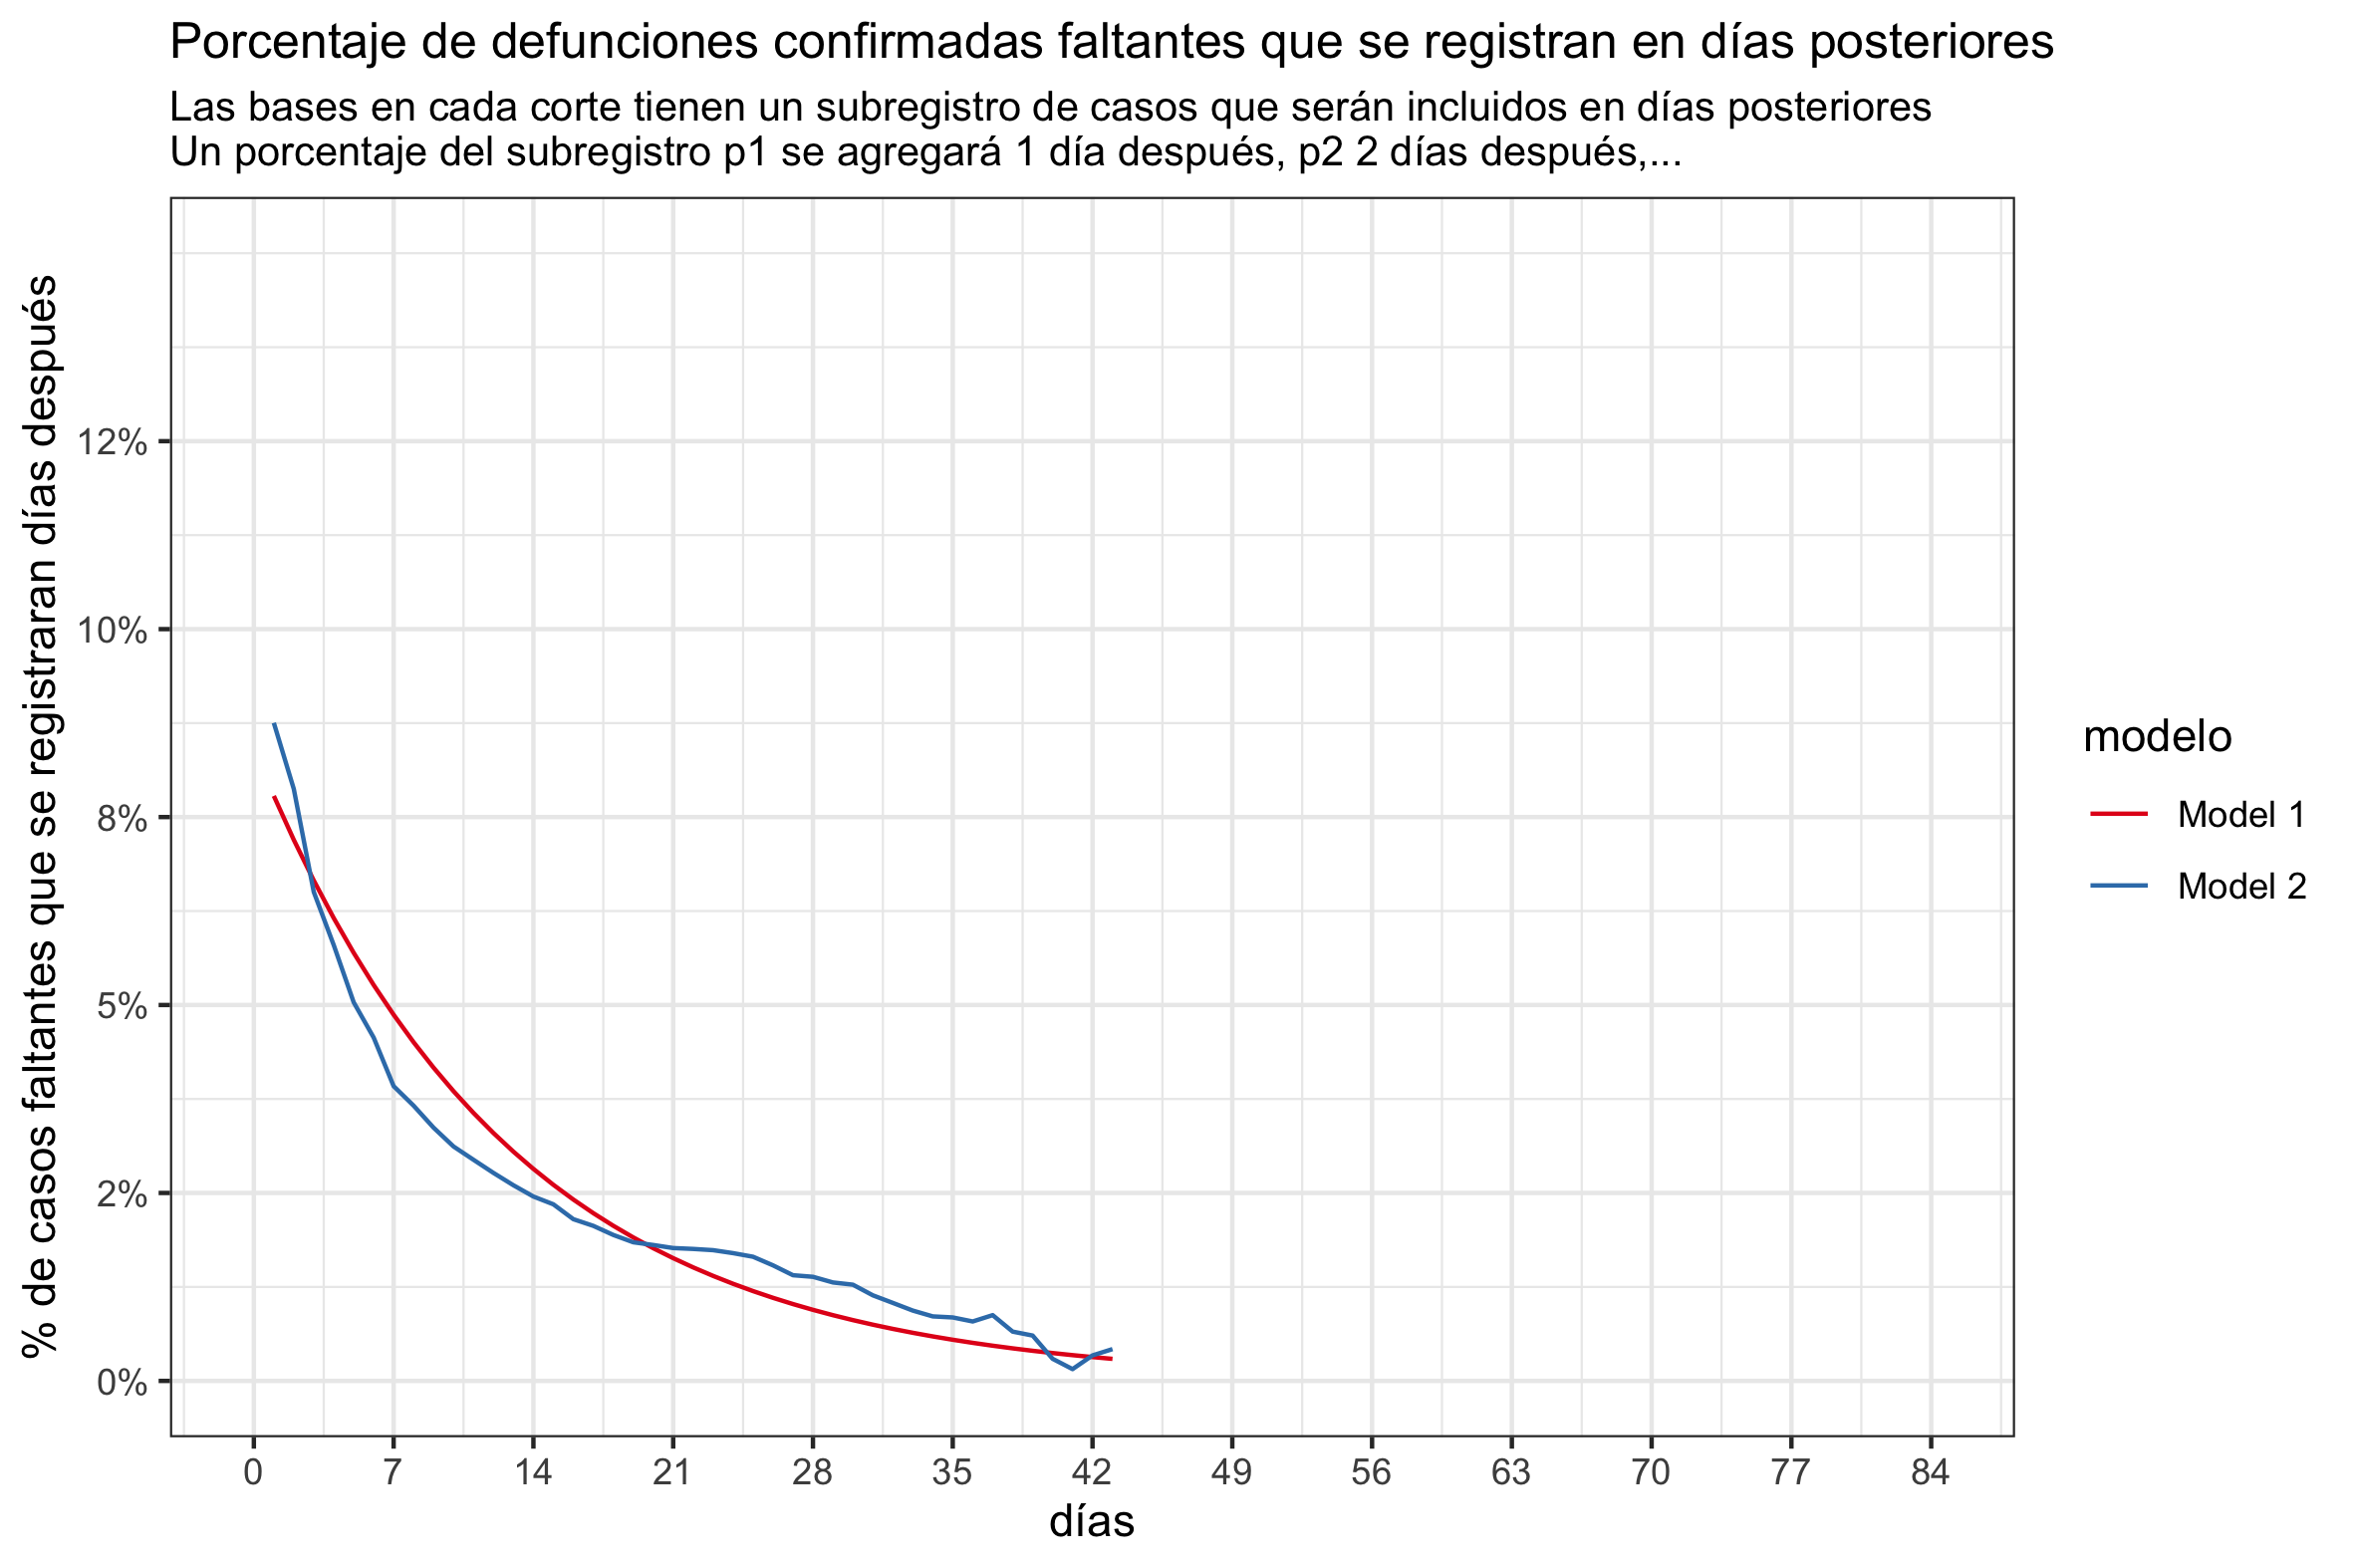 Porcentaje de defunciones confirmadas faltantes que se registran en días posteriores
Las bases en cada corte tienen un subregistro de casos que serán incluidos en días posteriores
Un porcentaje del subregistro p1 se agregará 1 día después, p2 2 días después,...
% de casos faltantes que se registraran días después
12%
10%
8%
5%
2%
0%
0 7 14 21 28 35 42 49 56 63 70 77 84
días
modelo
Model 1
Model 2